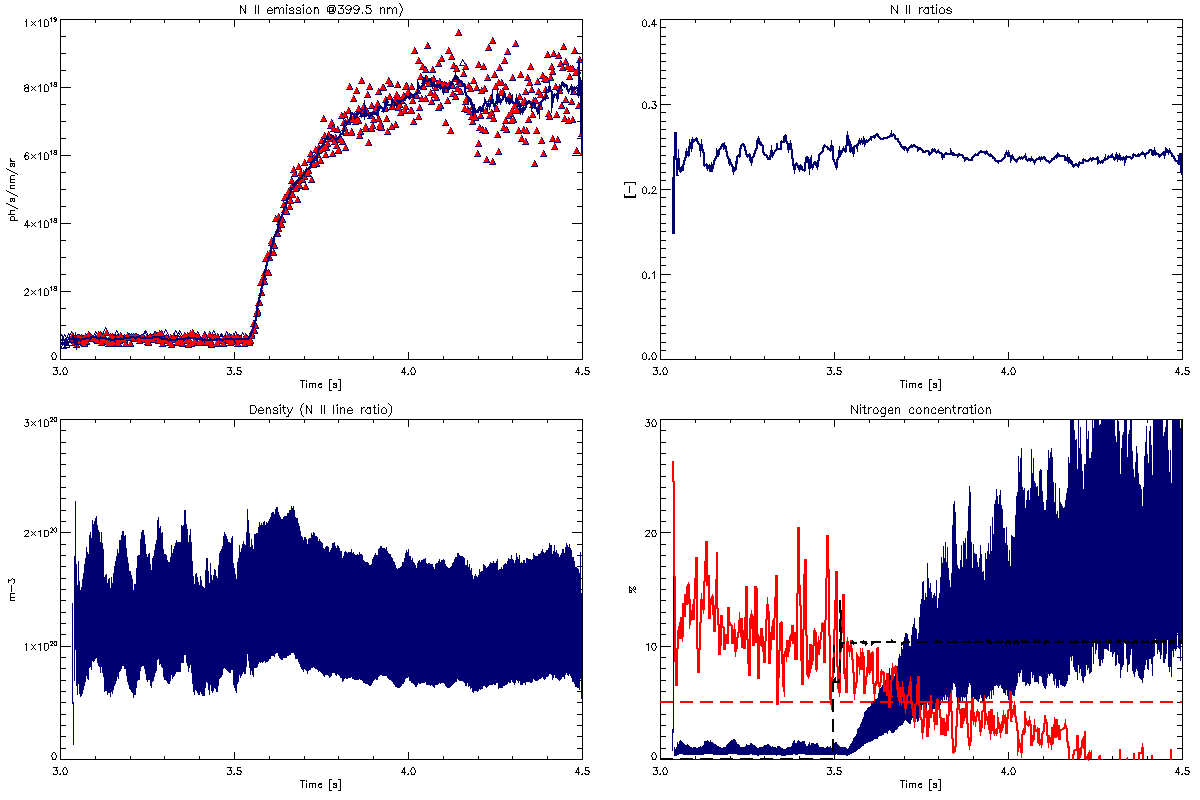 N II emission @399.5 nm)
1×10¹⁹
8×10¹⁸
6×10¹⁸
4×10¹⁸
2×10¹⁸
0
ph/s/nm/sr
3.0 3.5 4.0 4.5
Time [s]
N II ratios
0.4
0.3
0.2
0.1
0.0
[-]
3.0 3.5 4.0 4.5
Time [s]
Density (N II line ratio)
3×10²⁰
2×10²⁰
1×10²⁰
0
m-3
3.0 3.5 4.0 4.5
Time [s]
Nitrogen concentration
30
20
10
0
%
3.0 3.5 4.0 4.5
Time [s]